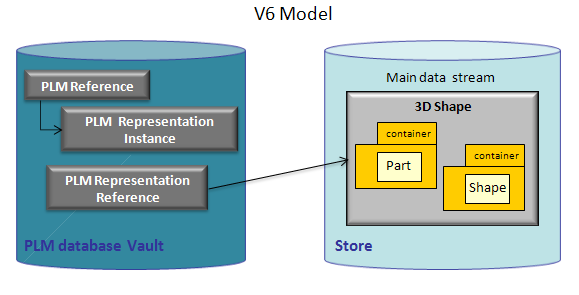 V6 Model
PLM Reference
PLM  Representation
Instance
PLM Representation
Reference
PLM database Vault
Main data stream
3D Shape
container
Part
container
Shape
Store